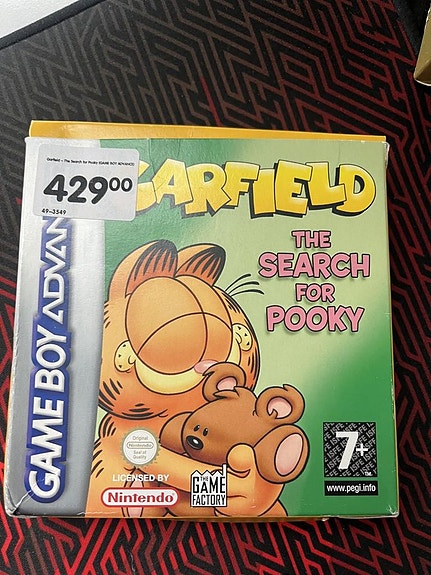 Garfield - The Search for Pooky (GAME BOY ADVANCE)
429⁰⁰
49-3549
GARFIELD
THE
SEARCH
FOR
POOKY
GAME BOY ADVAN
Original
Nintendo
Seal of
Quality
LICENSED BY
Nintendo
THE
GAME
FACTORY
7+
www.pegi.info